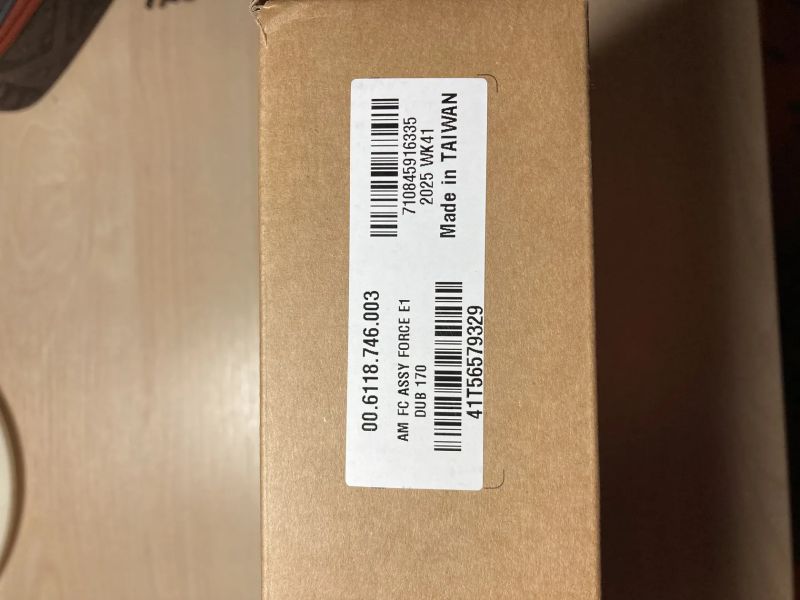 00.6118.746.003
AM FC ASSY FORCE E1
DUB 170
41T56579329
710845916335
2025 WK41
Made in TAIWAN